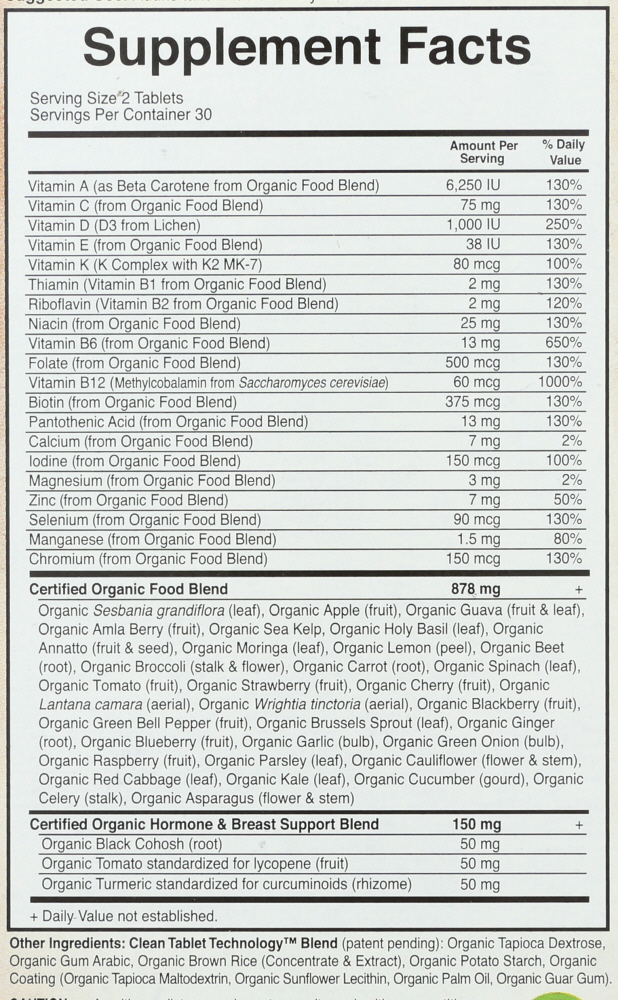 Supplement Facts
Serving Size 2 Tablets
Servings Per Container 30
Amount Per Serving % Daily Value
Vitamin A (as Beta Carotene from Organic Food Blend) 6,250 IU 130%
Vitamin C (from Organic Food Blend) 75 mg 130%
Vitamin D (D3 from Lichen) 1,000 IU 250%
Vitamin E (from Organic Food Blend) 38 IU 130%
Vitamin K (K Complex with K2 MK-7) 80 mcg 100%
Thiamin (Vitamin B1 from Organic Food Blend) 2 mg 130%
Riboflavin (Vitamin B2 from Organic Food Blend) 2 mg 120%
Niacin (from Organic Food Blend) 25 mg 130%
Vitamin B6 (from Organic Food Blend) 13 mg 650%
Folate (from Organic Food Blend) 500 mcg 130%
Vitamin B12 (Methylcobalamin from Saccharomyces cerevisiae) 60 mcg 1000%
Biotin (from Organic Food Blend) 375 mcg 130%
Pantothenic Acid (from Organic Food Blend) 13 mg 130%
Calcium (from Organic Food Blend) 7 mg 2%
Iodine (from Organic Food Blend) 150 mcg 100%
Magnesium (from Organic Food Blend) 3 mg 2%
Zinc (from Organic Food Blend) 7 mg 50%
Selenium (from Organic Food Blend) 90 mcg 130%
Manganese (from Organic Food Blend) 1.5 mg 80%
Chromium (from Organic Food Blend) 150 mcg 130%
Certified Organic Food Blend 878 mg +
Organic Sesbania grandiflora (leaf), Organic Apple (fruit), Organic Guava (fruit & leaf),
Organic Amla Berry (fruit), Organic Sea Kelp, Organic Holy Basil (leaf), Organic
Annatto (fruit & seed), Organic Moringa (leaf), Organic Lemon (peel), Organic Beet
(root), Organic Broccoli (stalk & flower), Organic Carrot (root), Organic Spinach (leaf),
Organic Tomato (fruit), Organic Strawberry (fruit), Organic Cherry (fruit), Organic
Lantana camara (aerial), Organic Wrightia tinctoria (aerial), Organic Blackberry (fruit),
Organic Green Bell Pepper (fruit), Organic Brussels Sprout (leaf), Organic Ginger
(root), Organic Blueberry (fruit), Organic Garlic (bulb), Organic Green Onion (bulb),
Organic Raspberry (fruit), Organic Parsley (leaf), Organic Cauliflower (flower & stem),
Organic Red Cabbage (leaf), Organic Kale (leaf), Organic Cucumber (gourd), Organic
Celery (stalk), Organic Asparagus (flower & stem)
Certified Organic Hormone & Breast Support Blend 150 mg +
Organic Black Cohosh (root) 50 mg
Organic Tomato standardized for lycopene (fruit) 50 mg
Organic Turmeric standardized for curcuminoids (rhizome) 50 mg
+ Daily Value not established.
Other Ingredients: Clean Tablet Technology™ Blend (patent pending): Organic Tapioca Dextrose,
Organic Gum Arabic, Organic Brown Rice (Concentrate & Extract), Organic Potato Starch, Organic
Coating (Organic Tapioca Maltodextrin, Organic Sunflower Lecithin, Organic Palm Oil, Organic Guar Gum).